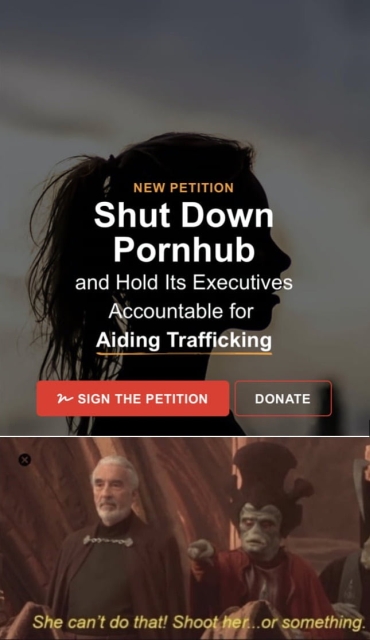 NEW PETITION
Shut Down
Pornhub
and Hold Its Executives
Accountable for
Aiding Trafficking
SIGN THE PETITION
DONATE
She can't do that! Shoot her...or something.